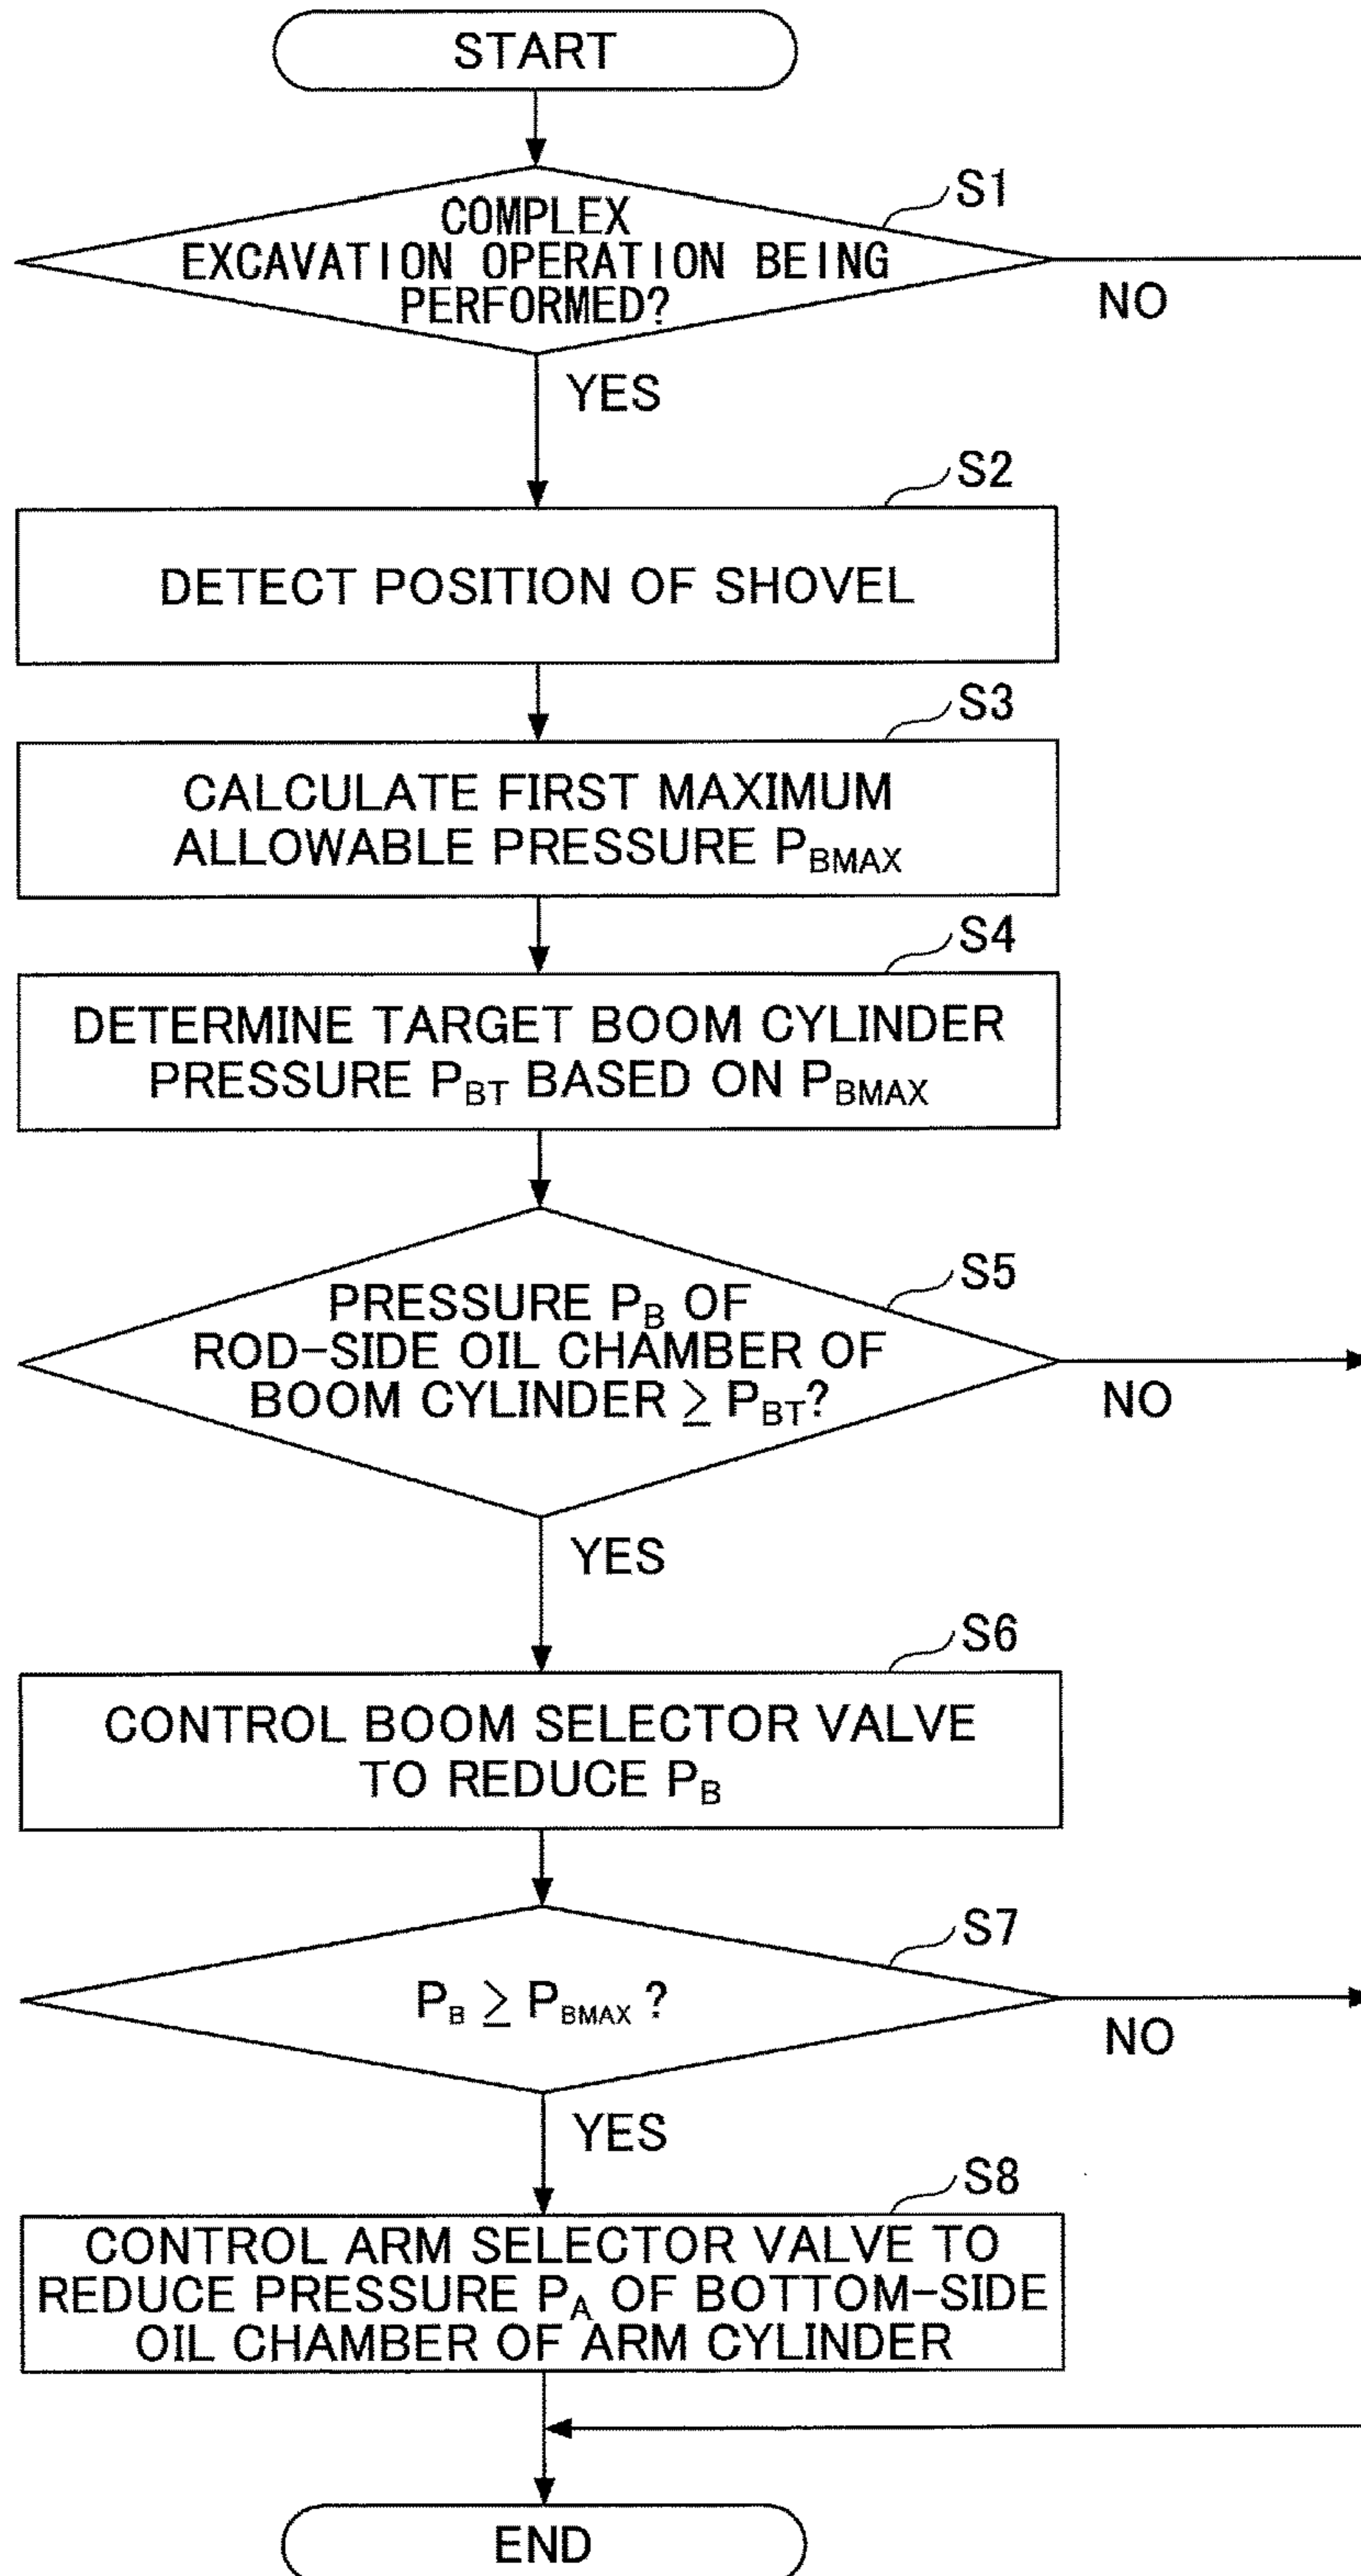 START
S1
COMPLEX
EXCAVATION OPERATION BEING
PERFORMED?
NO
YES
S2
DETECT POSITION OF SHOVEL
S3
CALCULATE FIRST MAXIMUM
ALLOWABLE PRESSURE PBMAX
S4
DETERMINE TARGET BOOM CYLINDER
PRESSURE PBT BASED ON PBMAX
S5
PRESSURE PB OF
ROD-SIDE OIL CHAMBER OF
BOOM CYLINDER ≥ PBT?
NO
YES
S6
CONTROL BOOM SELECTOR VALVE
TO REDUCE PB
S7
PB ≥ PBMAX ?
NO
YES
S8
CONTROL ARM SELECTOR VALVE TO
REDUCE PRESSURE PA OF BOTTOM-SIDE
OIL CHAMBER OF ARM CYLINDER
END